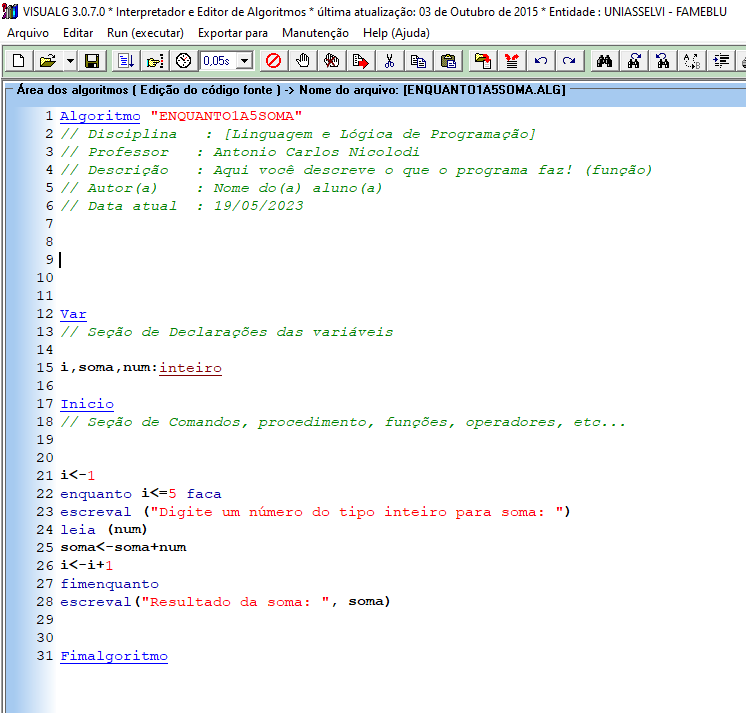 VISUALG 3.0.7.0 * Interpretador e Editor de Algoritmos * última atualização: 03 de Outubro de 2015 * Entidade : UNIASSELVI - FAMEBLU
Arquivo Editar Run (executar) Exportar para Manutenção Help (Ajuda)
0,05s
Área dos algoritmos ( Edição do código fonte ) -> Nome do arquivo: [ENQUANTO1A5SOMA.ALG]
1 Algoritmo "ENQUANTO1A5SOMA"
2 // Disciplina : [Linguagem e Lógica de Programação]
3 // Professor : Antonio Carlos Nicolodi
4 // Descrição : Aqui você descreve o que o programa faz! (função)
5 // Autor(a) : Nome do(a) aluno(a)
6 // Data atual : 19/05/2023
7
8
9
10
11
12 Var
13 // Seção de Declarações das variáveis
14
15 i,soma,num:inteiro
16
17 Inicio
18 // Seção de Comandos, procedimento, funções, operadores, etc...
19
20
21 i<-1
22 enquanto i<=5 faca
23 escreval ("Digite um número do tipo inteiro para soma: ")
24 leia (num)
25 soma<-soma+num
26 i<-i+1
27 fimenquanto
28 escreval("Resultado da soma: ", soma)
29
30
31 Fimalgoritmo